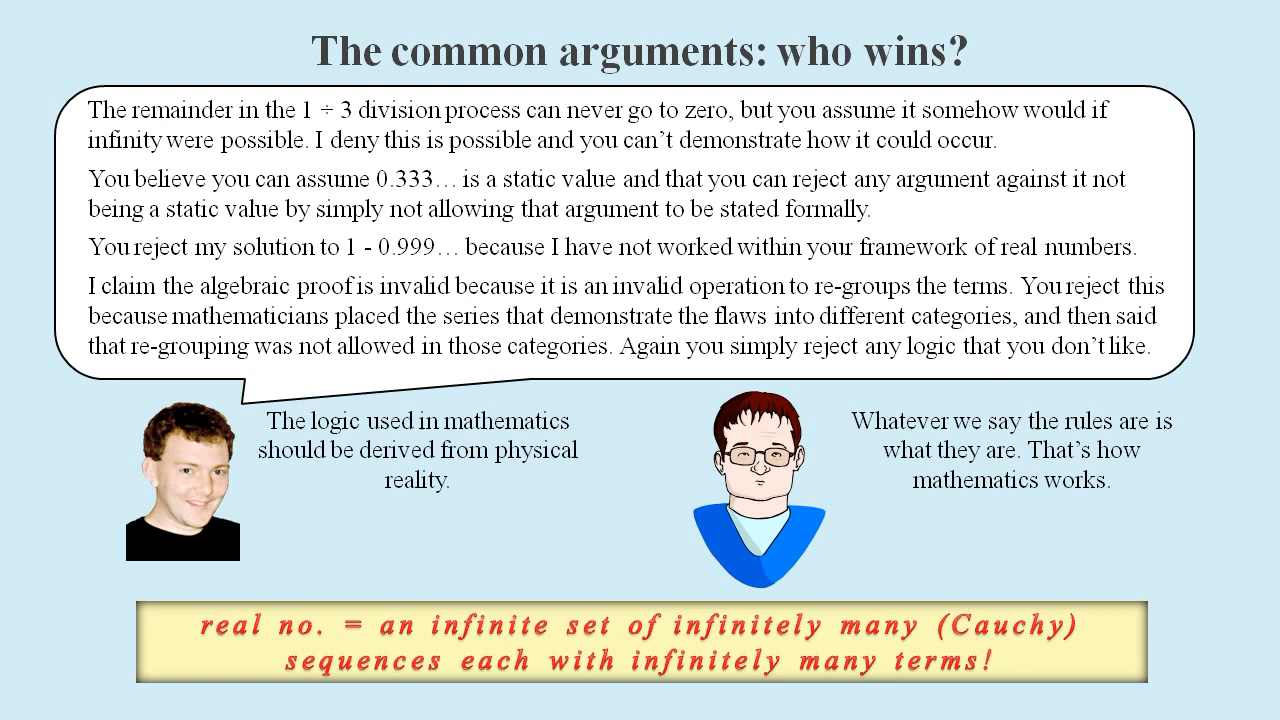 The common arguments: who wins?
The remainder in the 1 ÷ 3 division process can never go to zero, but you assume it somehow would if
infinity were possible. I deny this is possible and you can’t demonstrate how it could occur.
You believe you can assume 0.333… is a static value and that you can reject any argument against it not
being a static value by simply not allowing that argument to be stated formally.
You reject my solution to 1 - 0.999… because I have not worked within your framework of real numbers.
I claim the algebraic proof is invalid because it is an invalid operation to re-groups the terms. You reject this
because mathematicians placed the series that demonstrate the flaws into different categories, and then said
that re-grouping was not allowed in those categories. Again you simply reject any logic that you don’t like.
The logic used in mathematics
should be derived from physical
reality.
Whatever we say the rules are is
what they are. That’s how
mathematics works.
real no. = an infinite set of infinitely many (Cauchy)
sequences each with infinitely many terms!